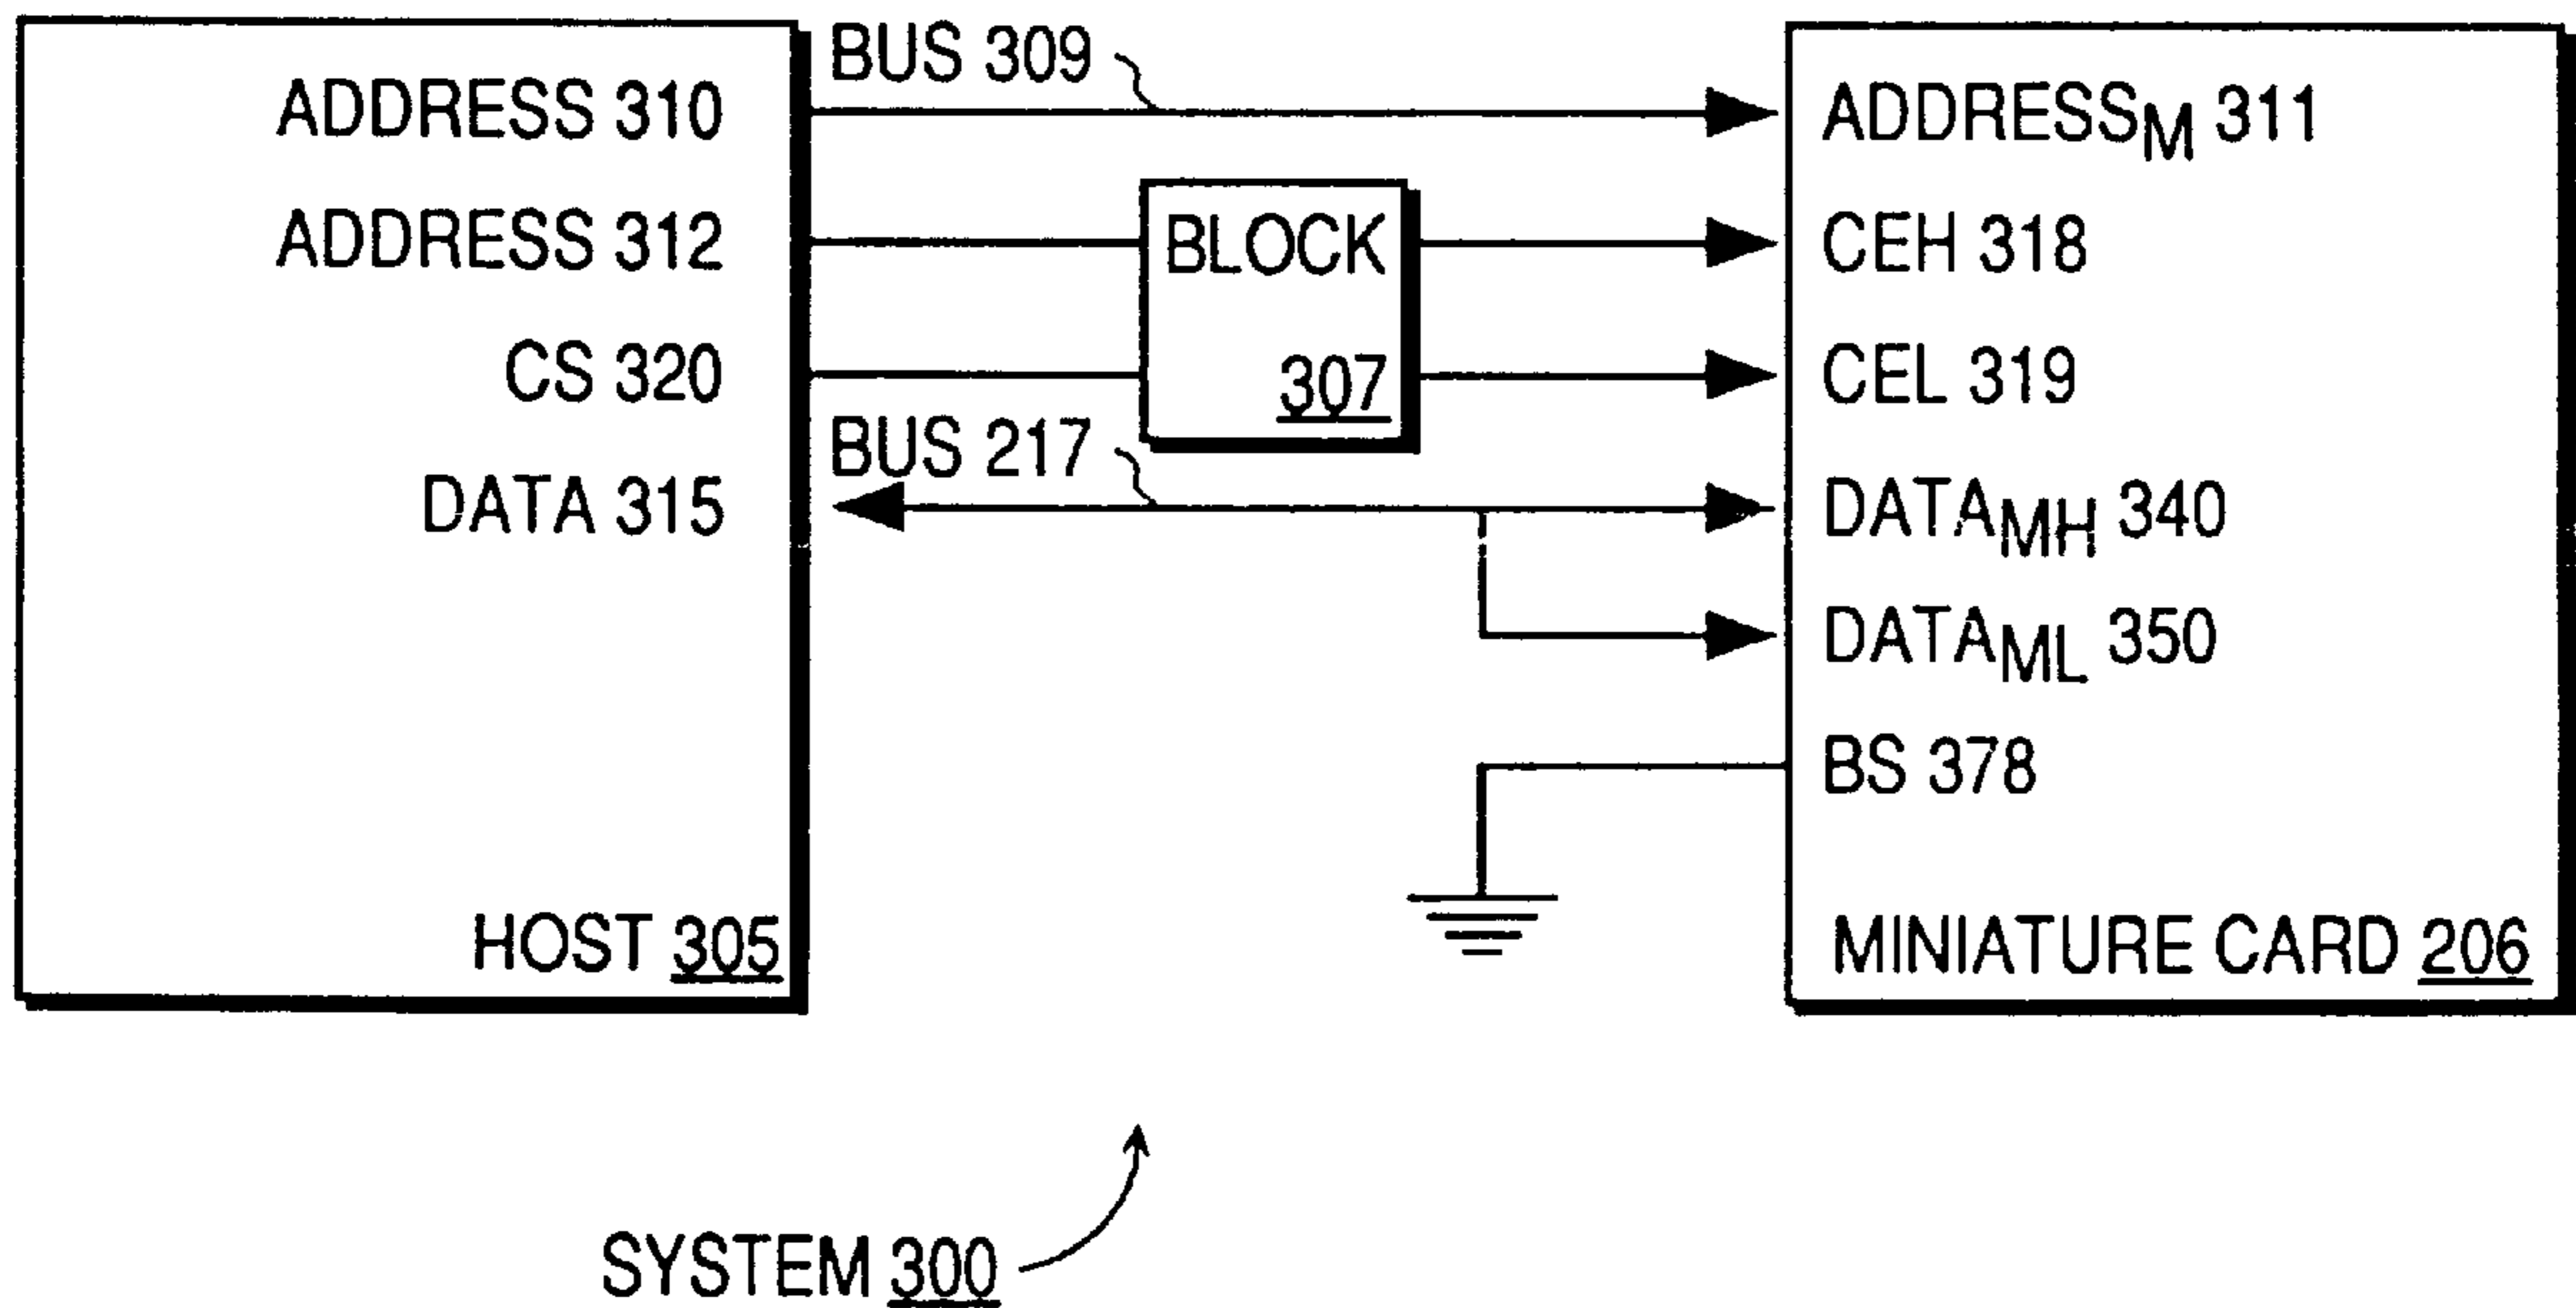 BUS 309
ADDRESS 310
ADDRESSM 311
ADDRESS 312
BLOCK
307
CEH 318
CS 320
CEL 319
BUS 217
DATA 315
DATAMH 340
DATAML 350
BS 378
HOST 305
MINIATURE CARD 206
SYSTEM 300